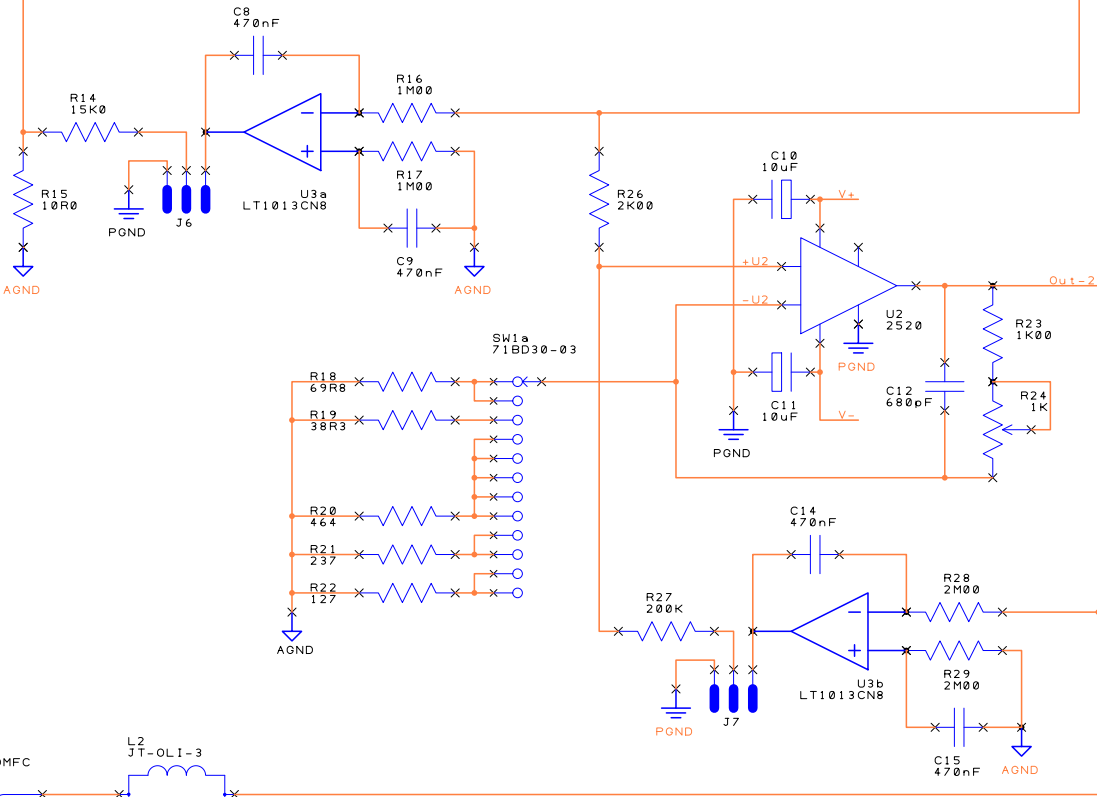 C8
470nF
R14
15K0
R16
1M00
R15
10R0
R17
1M00
U3a
LT1013CN8
J6
PGND
AGND
C9
470nF
AGND
R26
2K00
C10
10uF
V+
+U2
-U2
U2
2520
Out-2
PGND
C11
10uF
V-
PGND
C12
680pF
R23
1K00
R24
1K
SW1a
71BD30-03
R18
69R8
R19
38R3
R20
464
R21
237
R22
127
AGND
C14
470nF
R27
200K
R28
2M00
R29
2M00
U3b
LT1013CN8
J7
PGND
C15
470nF
AGND
L2
JT-OLI-3